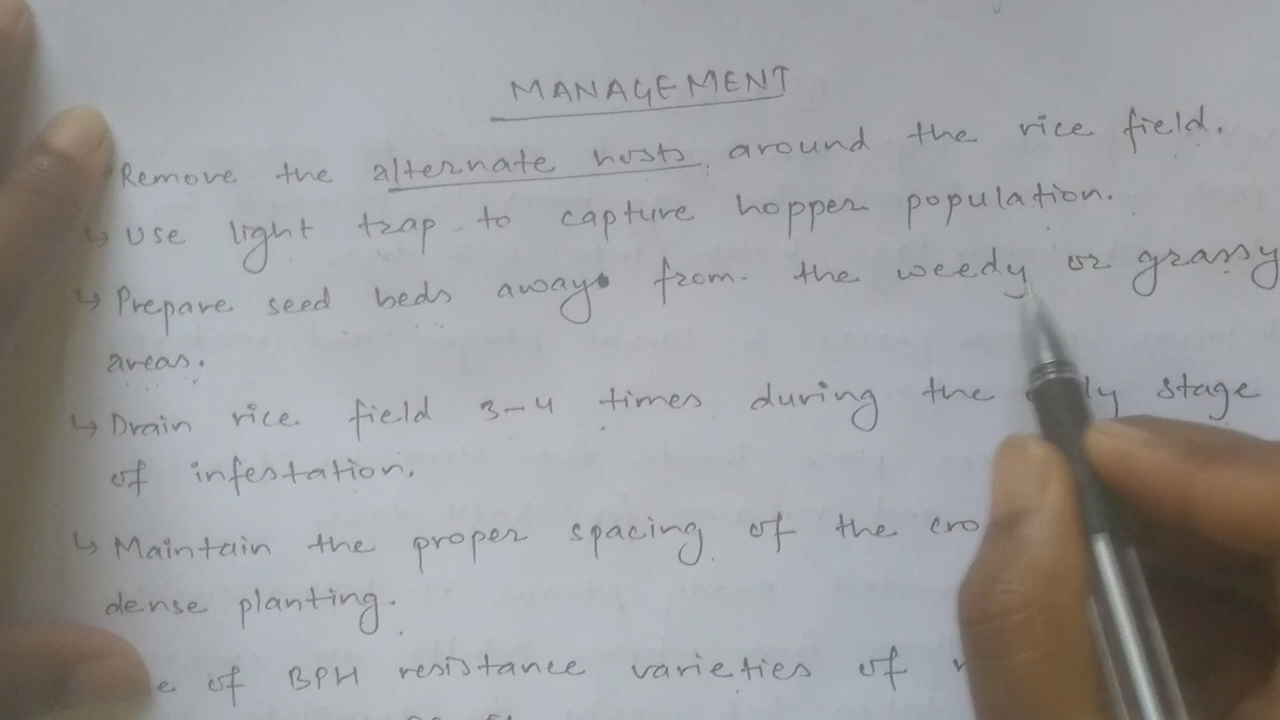 MANAGEMENT
Remove the alternate hosts around the rice field.
↳ Use light trap to capture hopper population.
↳ Prepare seed beds away from the weedy or grassy
areas.
↳ Drain rice field 3-4 times during the stage
of infestation.
↳ Maintain the proper spacing of the
dense planting.
of BPH resistance varieties of